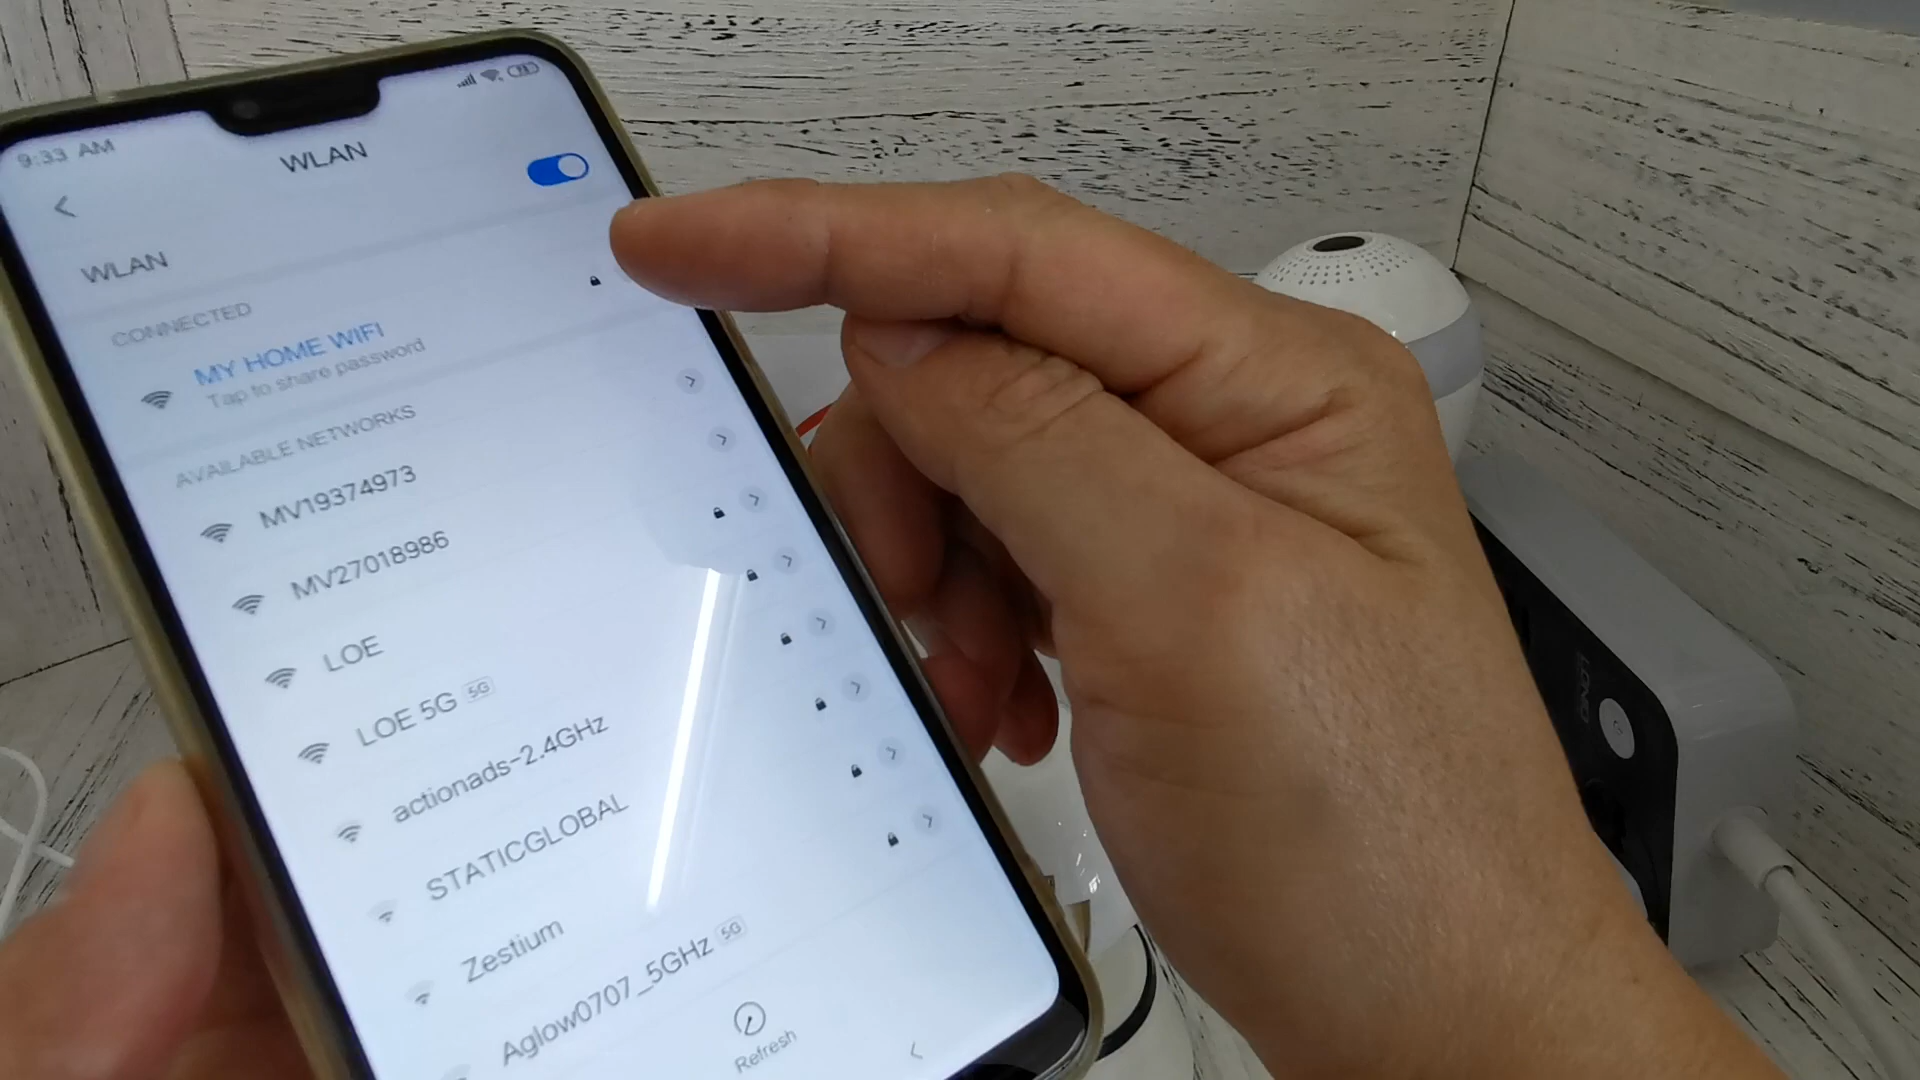 9:33 AM
WLAN
WLAN
CONNECTED
MY HOME WIFI
Tap to share password
AVAILABLE NETWORKS
MV19374973
MV27018986
LOE
LOE 5G 5G
actionads-2.4GHz
STATICGLOBAL
Zestium
Aglow0707_5GHz 5G
Refresh